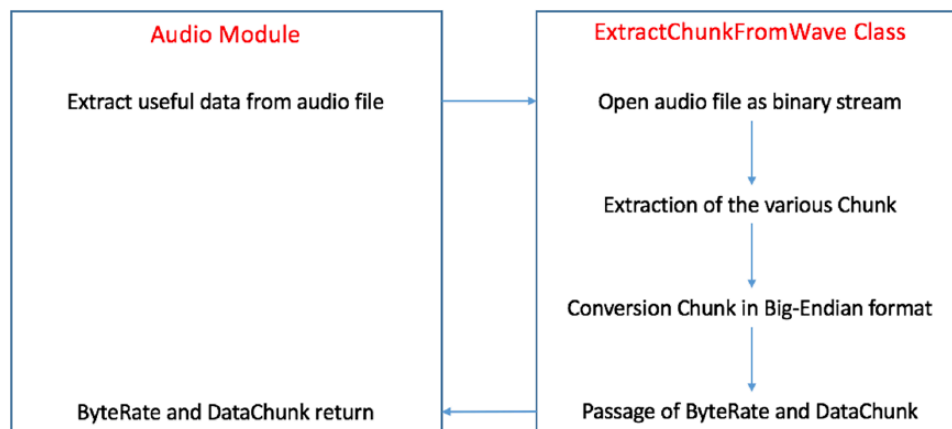 Audio Module
Extract useful data from audio file
ByteRate and DataChunk return
ExtractChunkFromWave Class
Open audio file as binary stream
Extraction of the various Chunk
Conversion Chunk in Big-Endian format
Passage of ByteRate and DataChunk